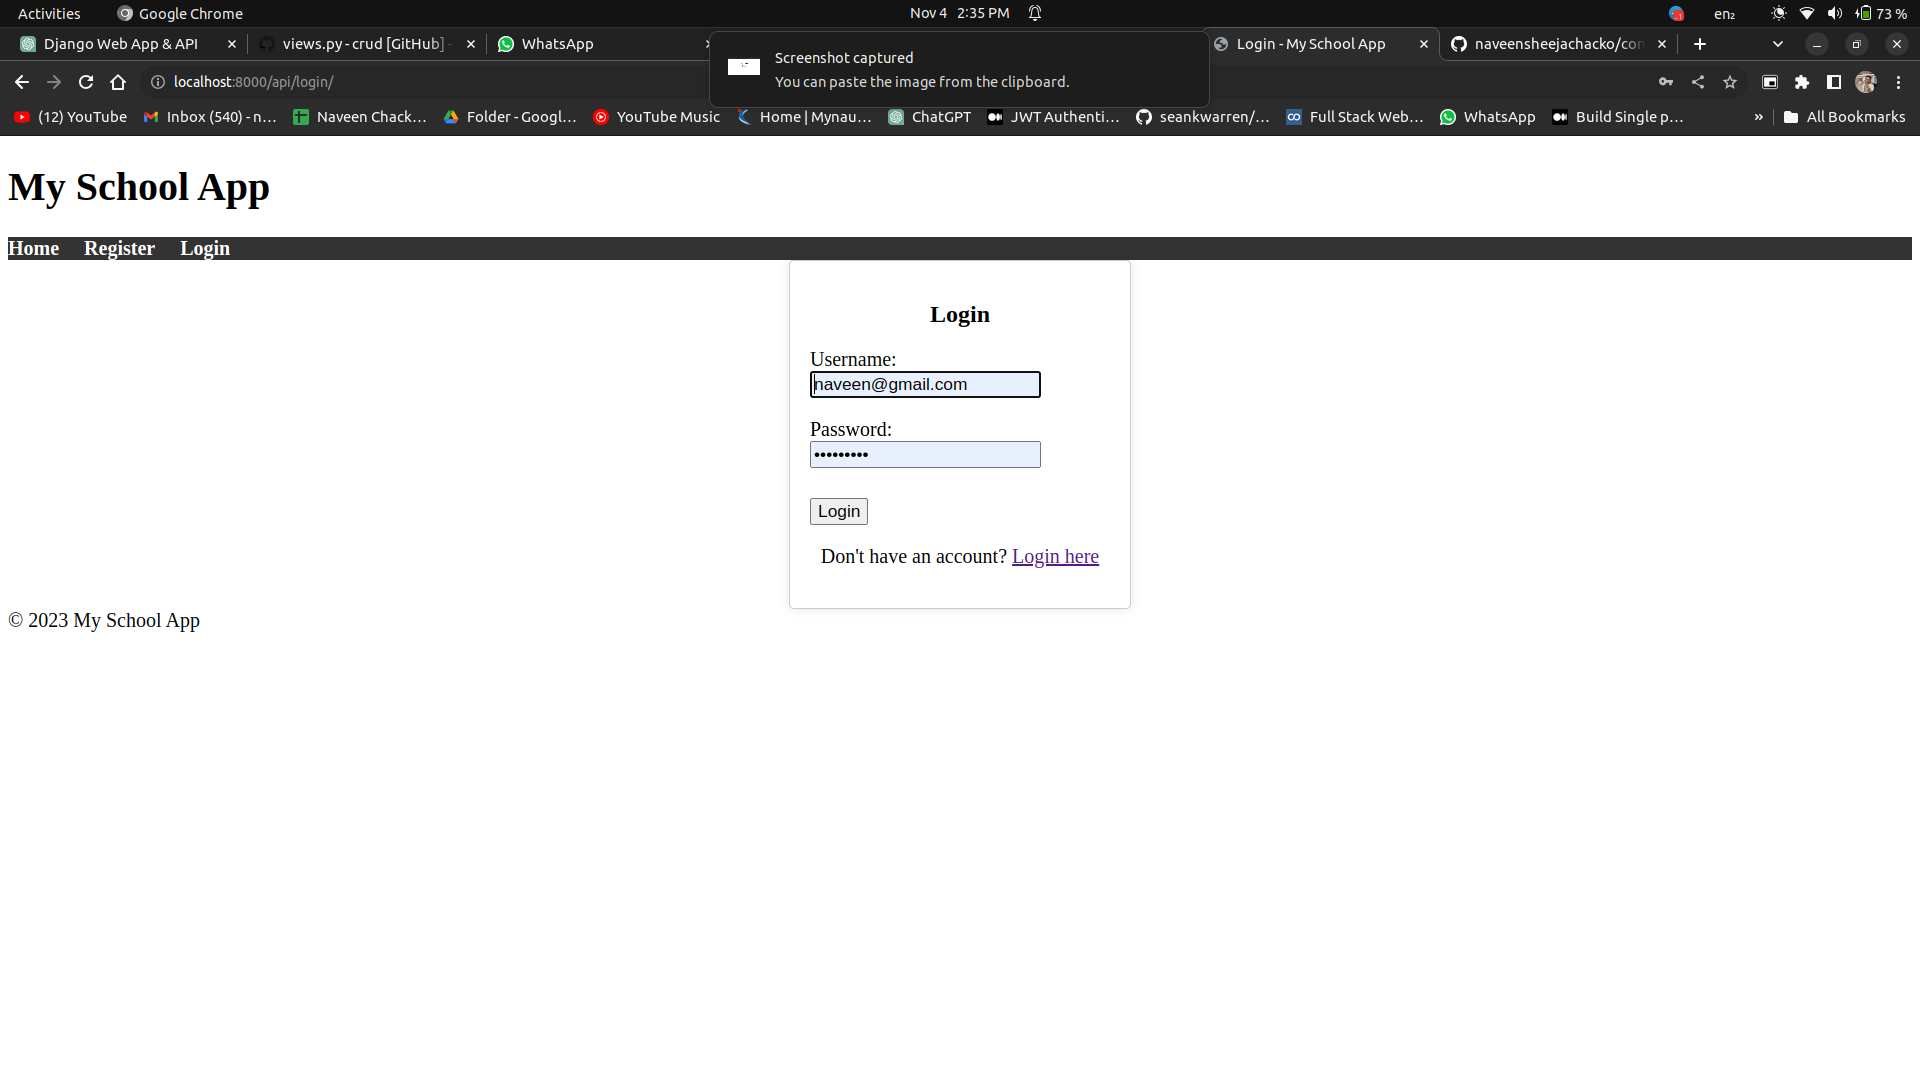 Activities
Google Chrome
Nov 4 2:35 PM
en₂
73 %
Django Web App & API
views.py - crud [GitHub] -
WhatsApp
Login - My School App
naveensheejachacko/con
Screenshot captured
You can paste the image from the clipboard.
localhost:8000/api/login/
(12) YouTube
Inbox (540) - n…
Naveen Chack…
Folder - Googl…
YouTube Music
Home | Mynau…
ChatGPT
JWT Authenti…
seankwarren/…
Full Stack Web…
WhatsApp
Build Single p…
»
All Bookmarks
My School App
Home Register Login
Login
Username:
naveen@gmail.com
Password:
•••••••••
Login
Don't have an account? Login here
© 2023 My School App